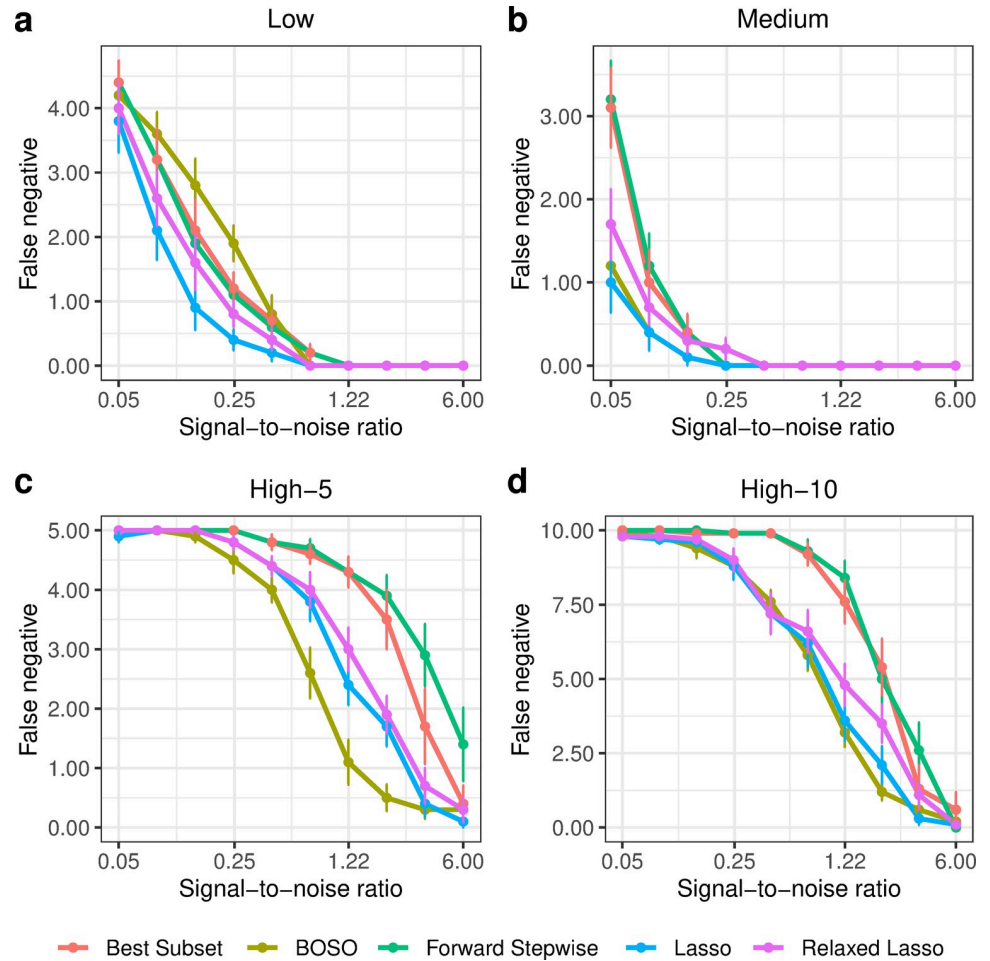 a
Low
False negative
4.00
3.00
2.00
1.00
0.00
0.05 0.25 1.22 6.00
Signal−to−noise ratio
b
Medium
False negative
3.00
2.00
1.00
0.00
0.05 0.25 1.22 6.00
Signal−to−noise ratio
c
High−5
False negative
5.00
4.00
3.00
2.00
1.00
0.00
0.05 0.25 1.22 6.00
Signal−to−noise ratio
d
High−10
False negative
10.00
7.50
5.00
2.50
0.00
0.05 0.25 1.22 6.00
Signal−to−noise ratio
Best Subset BOSO Forward Stepwise Lasso Relaxed Lasso